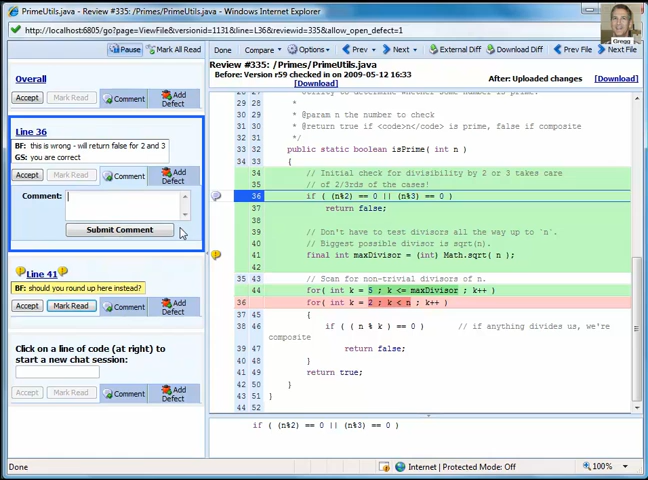 PrimeUtils.java - Review #335: /Primes/PrimeUtils.java - Windows Internet Explorer
http://localhost:6805/go?page=ViewFile&versionid=1131&line=L36&reviewid=335&allow_open_defect=1
Gregg
Pause Mark All Read
Done Compare Options Prev Next External Diff Download Diff Prev File Next File
Overall
Accept Mark Read Comment Add Defect
Line 36
BF: this is wrong - will return false for 2 and 3
GS: you are correct
Accept Mark Read Comment Add Defect
Comment:
Submit Comment
Line 41
BF: should you round up here instead?
Accept Mark Read Comment Add Defect
Click on a line of code (at right) to
start a new chat session:
Accept Mark Read Comment Add Defect
Review #335: /Primes/PrimeUtils.java
Before: Version r59 checked in on 2009-05-12 16:33
[Download]
After: Uploaded changes [Download]
29 28 *
30 29 * @param n the number to check
31 30 * @return true if <code>n</code> is prime, false if composite
32 31 */
33 32 public static boolean isPrime( int n )
34 33 {
34 // Initial check for divisibility by 2 or 3 takes care
35 // of 2/3rds of the cases!
36 if ( (n%2) == 0 || (n%3) == 0 )
37 return false;
38
39 // Don't have to test divisors all the way up to `n`.
40 // Biggest possible divisor is sqrt(n).
41 final int maxDivisor = (int) Math.sqrt( n );
42
35 43 // Scan for non-trivial divisors of n.
44 for( int k = 5 ; k <= maxDivisor ; k++ )
36 for( int k = 2 ; k < n ; k++ )
37 45 {
38 46 if ( ( n % k ) == 0 ) // if anything divides us, we're
composite
39 47 return false;
40 48 }
41 49 return true;
42 50 }
43 51 }
44 52
if ( (n%2) == 0 || (n%3) == 0 )
Done Internet | Protected Mode: Off 100%